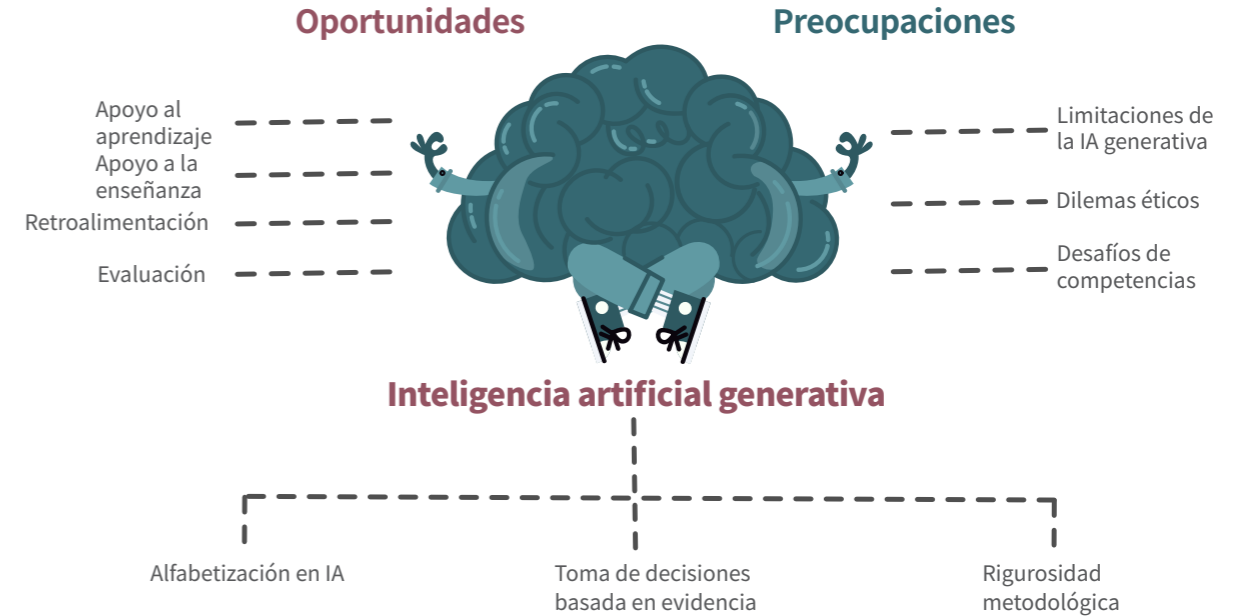 Oportunidades
Preocupaciones
Apoyo al
aprendizaje
Apoyo a la
enseñanza
Retroalimentación
Evaluación
Limitaciones de
la IA generativa
Dilemas éticos
Desafíos de
competencias
Inteligencia artificial generativa
Alfabetización en IA
Toma de decisiones
basada en evidencia
Rigurosidad
metodológica